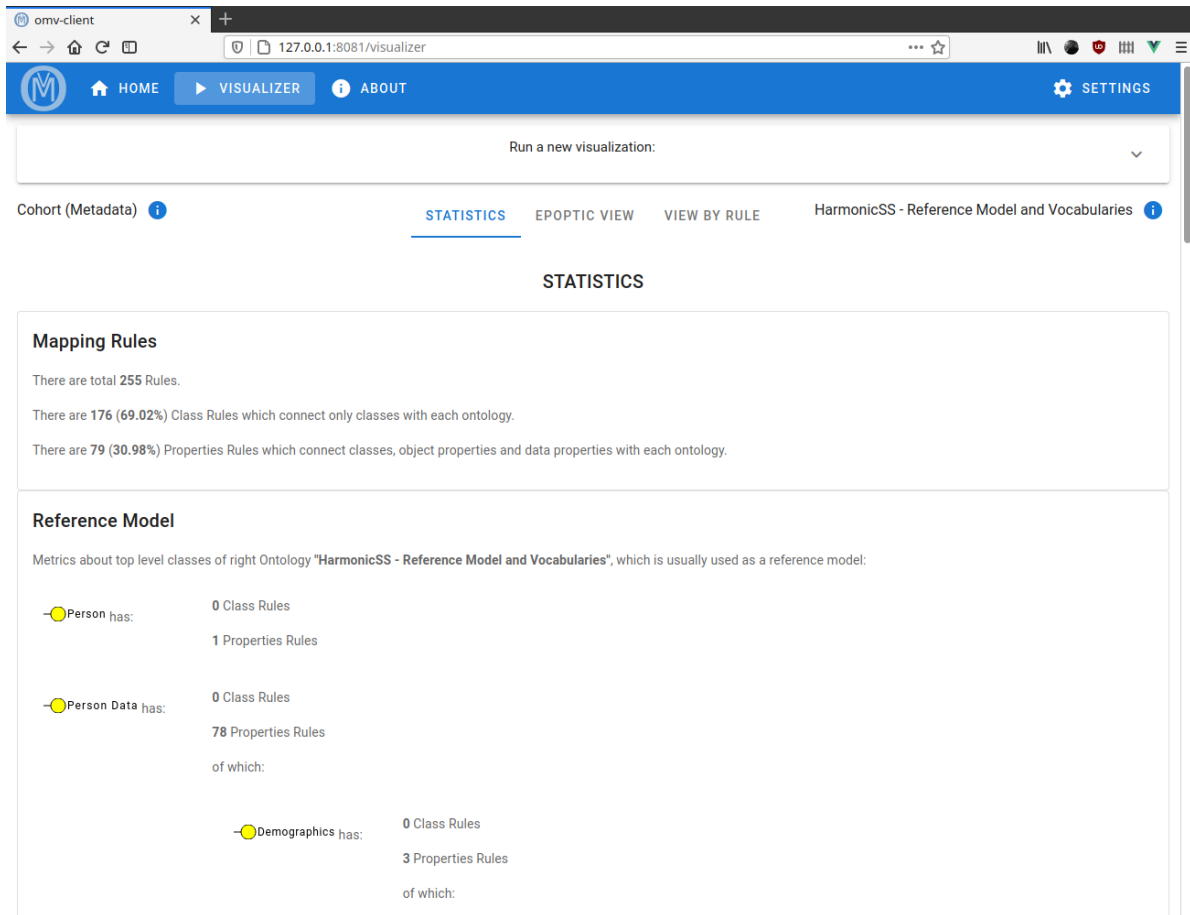 omv-client
127.0.0.1:8081/visualizer
HOME
VISUALIZER
ABOUT
SETTINGS
Run a new visualization:
Cohort (Metadata)
STATISTICS
EPOPTIC VIEW
VIEW BY RULE
HarmonicSS - Reference Model and Vocabularies
STATISTICS
Mapping Rules
There are total 255 Rules.
There are 176 (69.02%) Class Rules which connect only classes with each ontology.
There are 79 (30.98%) Properties Rules which connect classes, object properties and data properties with each ontology.
Reference Model
Metrics about top level classes of right Ontology "HarmonicSS - Reference Model and Vocabularies", which is usually used as a reference model:
Person has:
0 Class Rules
1 Properties Rules
Person Data has:
0 Class Rules
78 Properties Rules
of which:
Demographics has:
0 Class Rules
3 Properties Rules
of which: